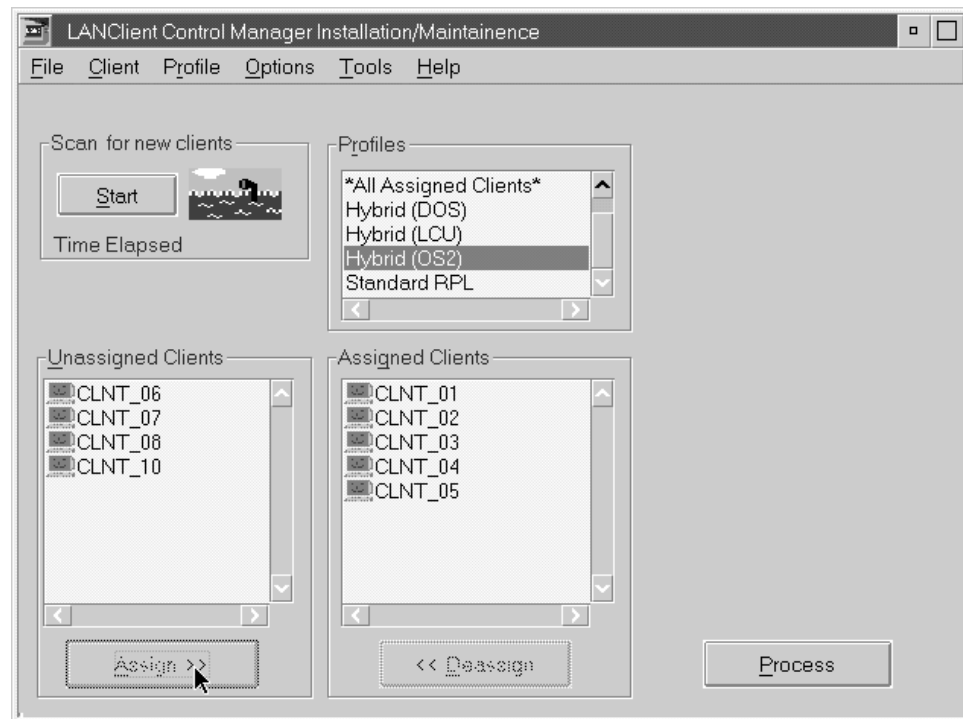 LANClient Control Manager Installation/Maintainence
File Client Profile Options Tools Help
Scan for new clients
Start
Time Elapsed
Profiles
*All Assigned Clients*
Hybrid (DOS)
Hybrid (LCU)
Hybrid (OS2)
Standard RPL
Unassigned Clients
CLNT_06
CLNT_07
CLNT_08
CLNT_10
Assign >>
Assigned Clients
CLNT_01
CLNT_02
CLNT_03
CLNT_04
CLNT_05
<< Deassign
Process